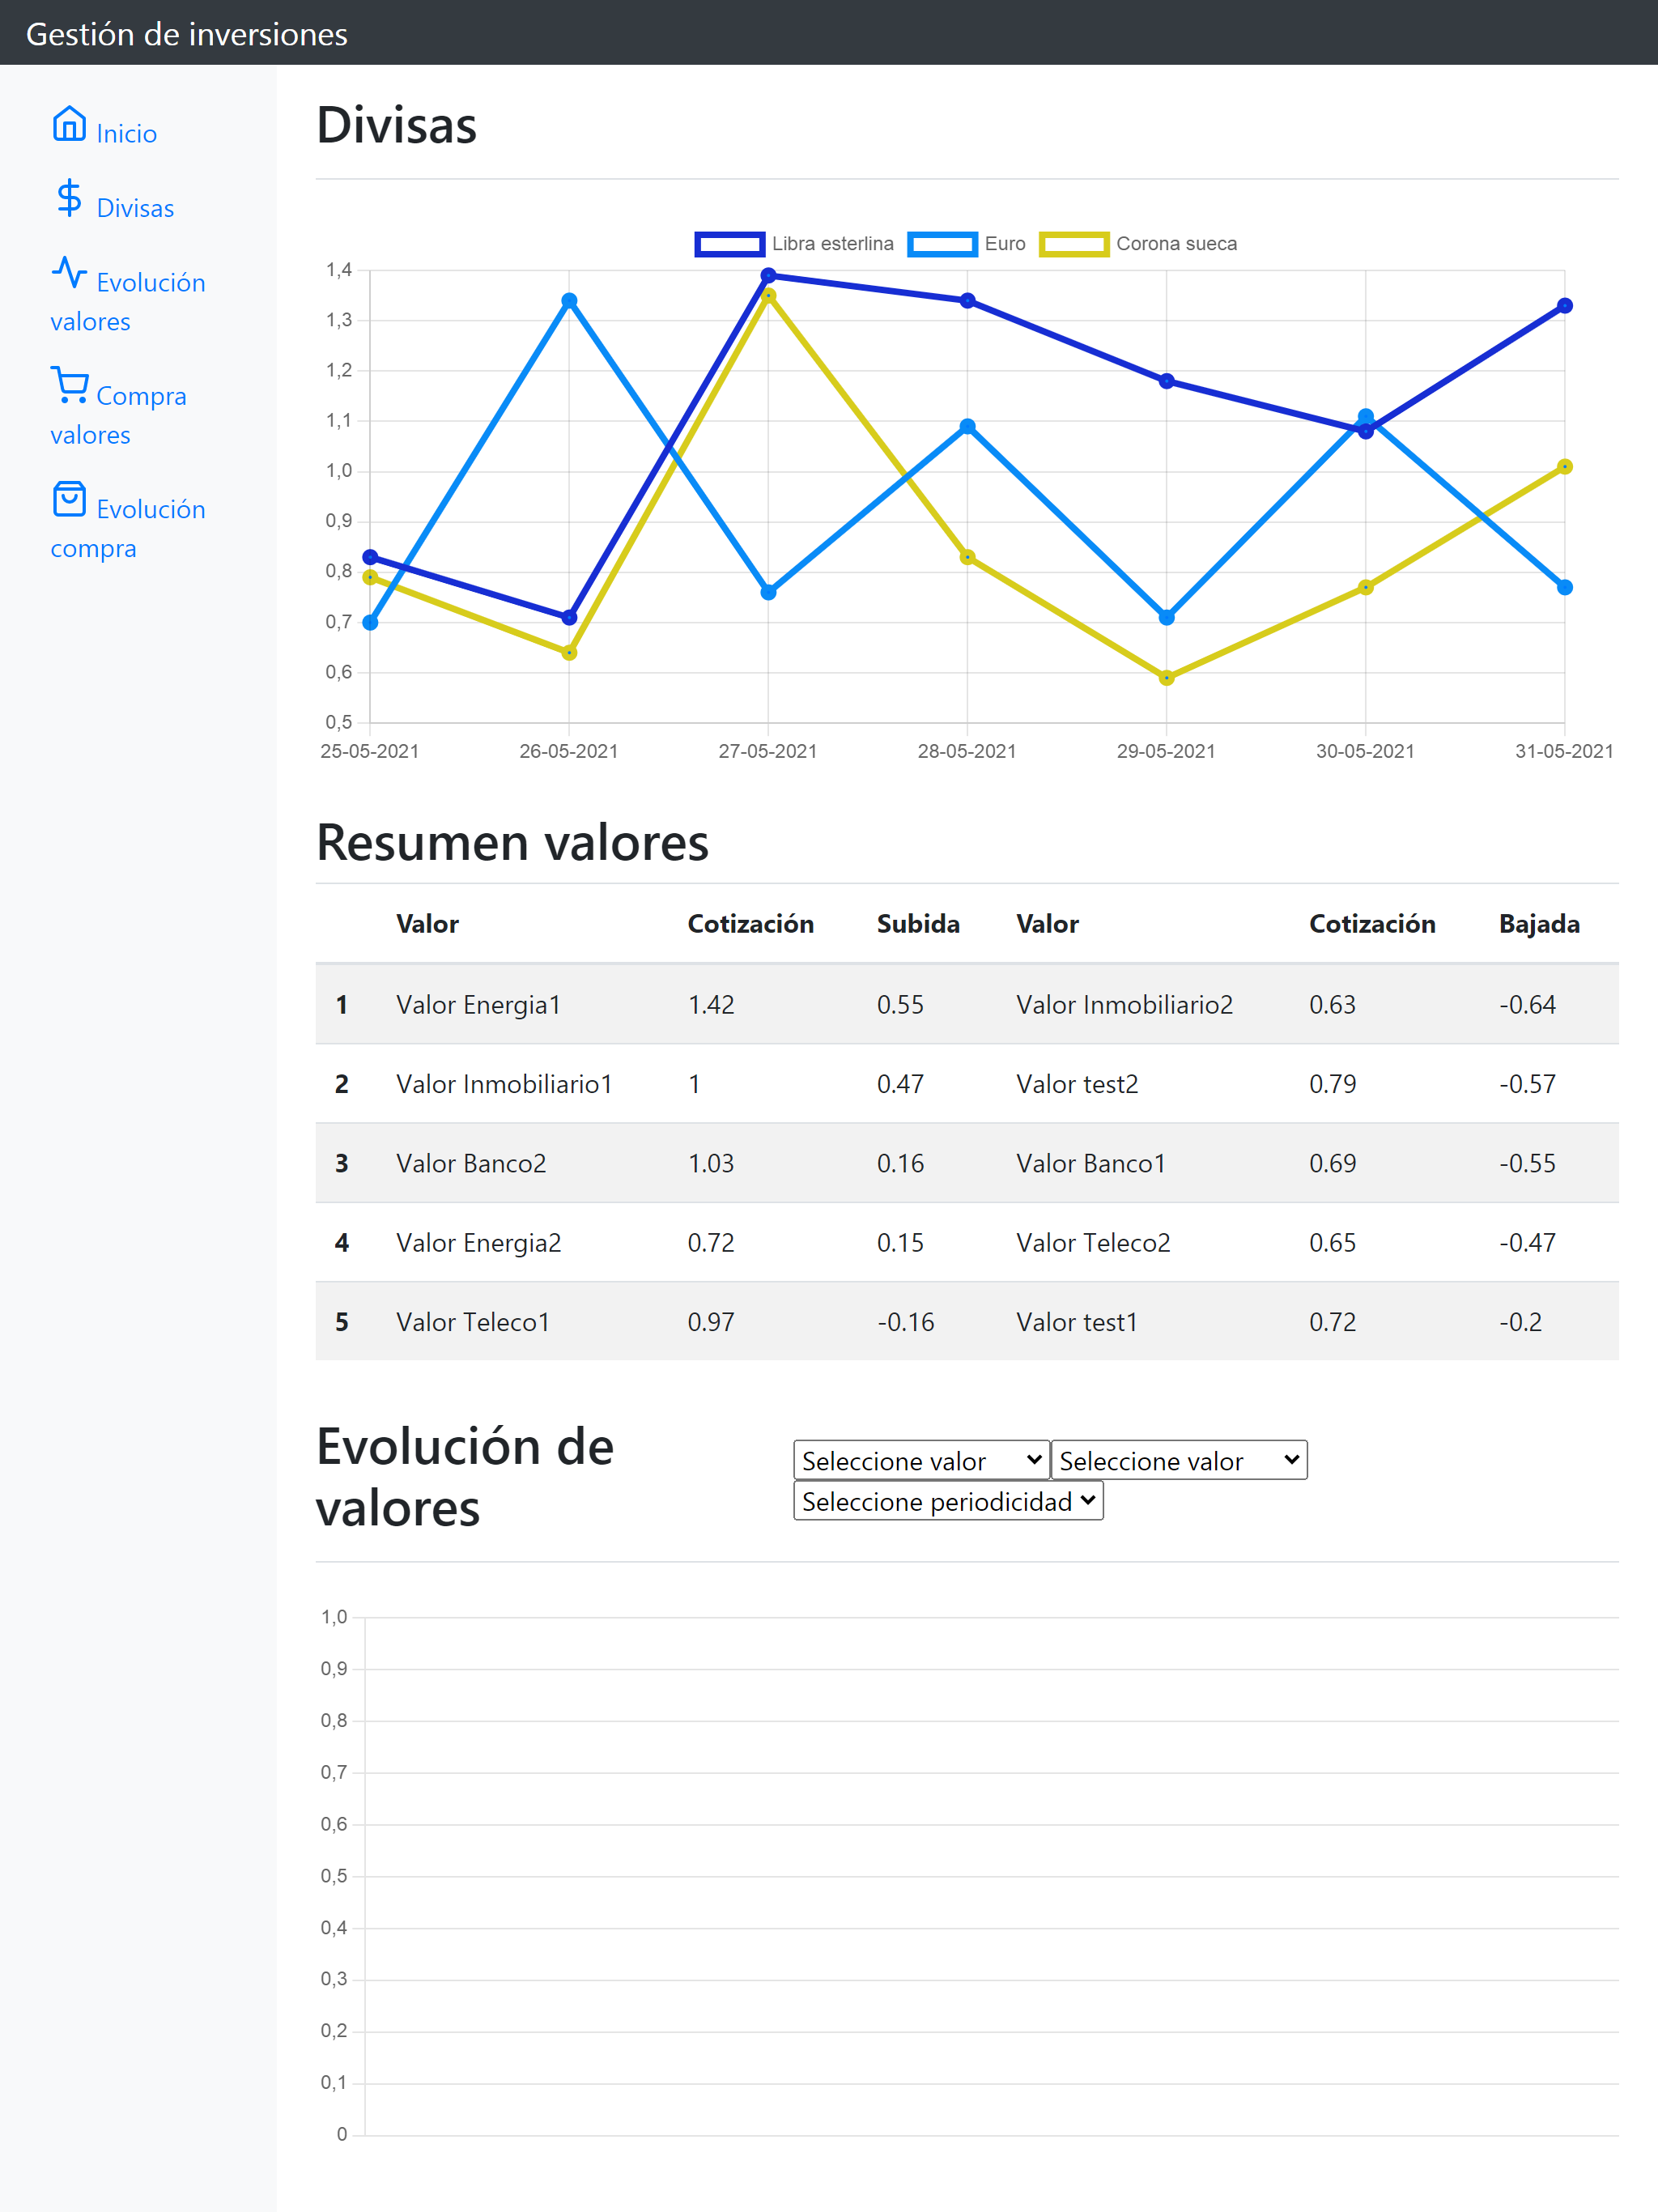 Gestión de inversiones
Inicio
Divisas
Evolución
valores
Compra
valores
Evolución
compra
Divisas
Libra esterlina Euro Corona sueca
1,4
1,3
1,2
1,1
1,0
0,9
0,8
0,7
0,6
0,5
25-05-2021 26-05-2021 27-05-2021 28-05-2021 29-05-2021 30-05-2021 31-05-2021
Resumen valores
Valor Cotización Subida Valor Cotización Bajada
1 Valor Energia1 1.42 0.55 Valor Inmobiliario2 0.63 -0.64
2 Valor Inmobiliario1 1 0.47 Valor test2 0.79 -0.57
3 Valor Banco2 1.03 0.16 Valor Banco1 0.69 -0.55
4 Valor Energia2 0.72 0.15 Valor Teleco2 0.65 -0.47
5 Valor Teleco1 0.97 -0.16 Valor test1 0.72 -0.2
Evolución de
valores
Seleccione valor Seleccione valor
Seleccione periodicidad
1,0
0,9
0,8
0,7
0,6
0,5
0,4
0,3
0,2
0,1
0